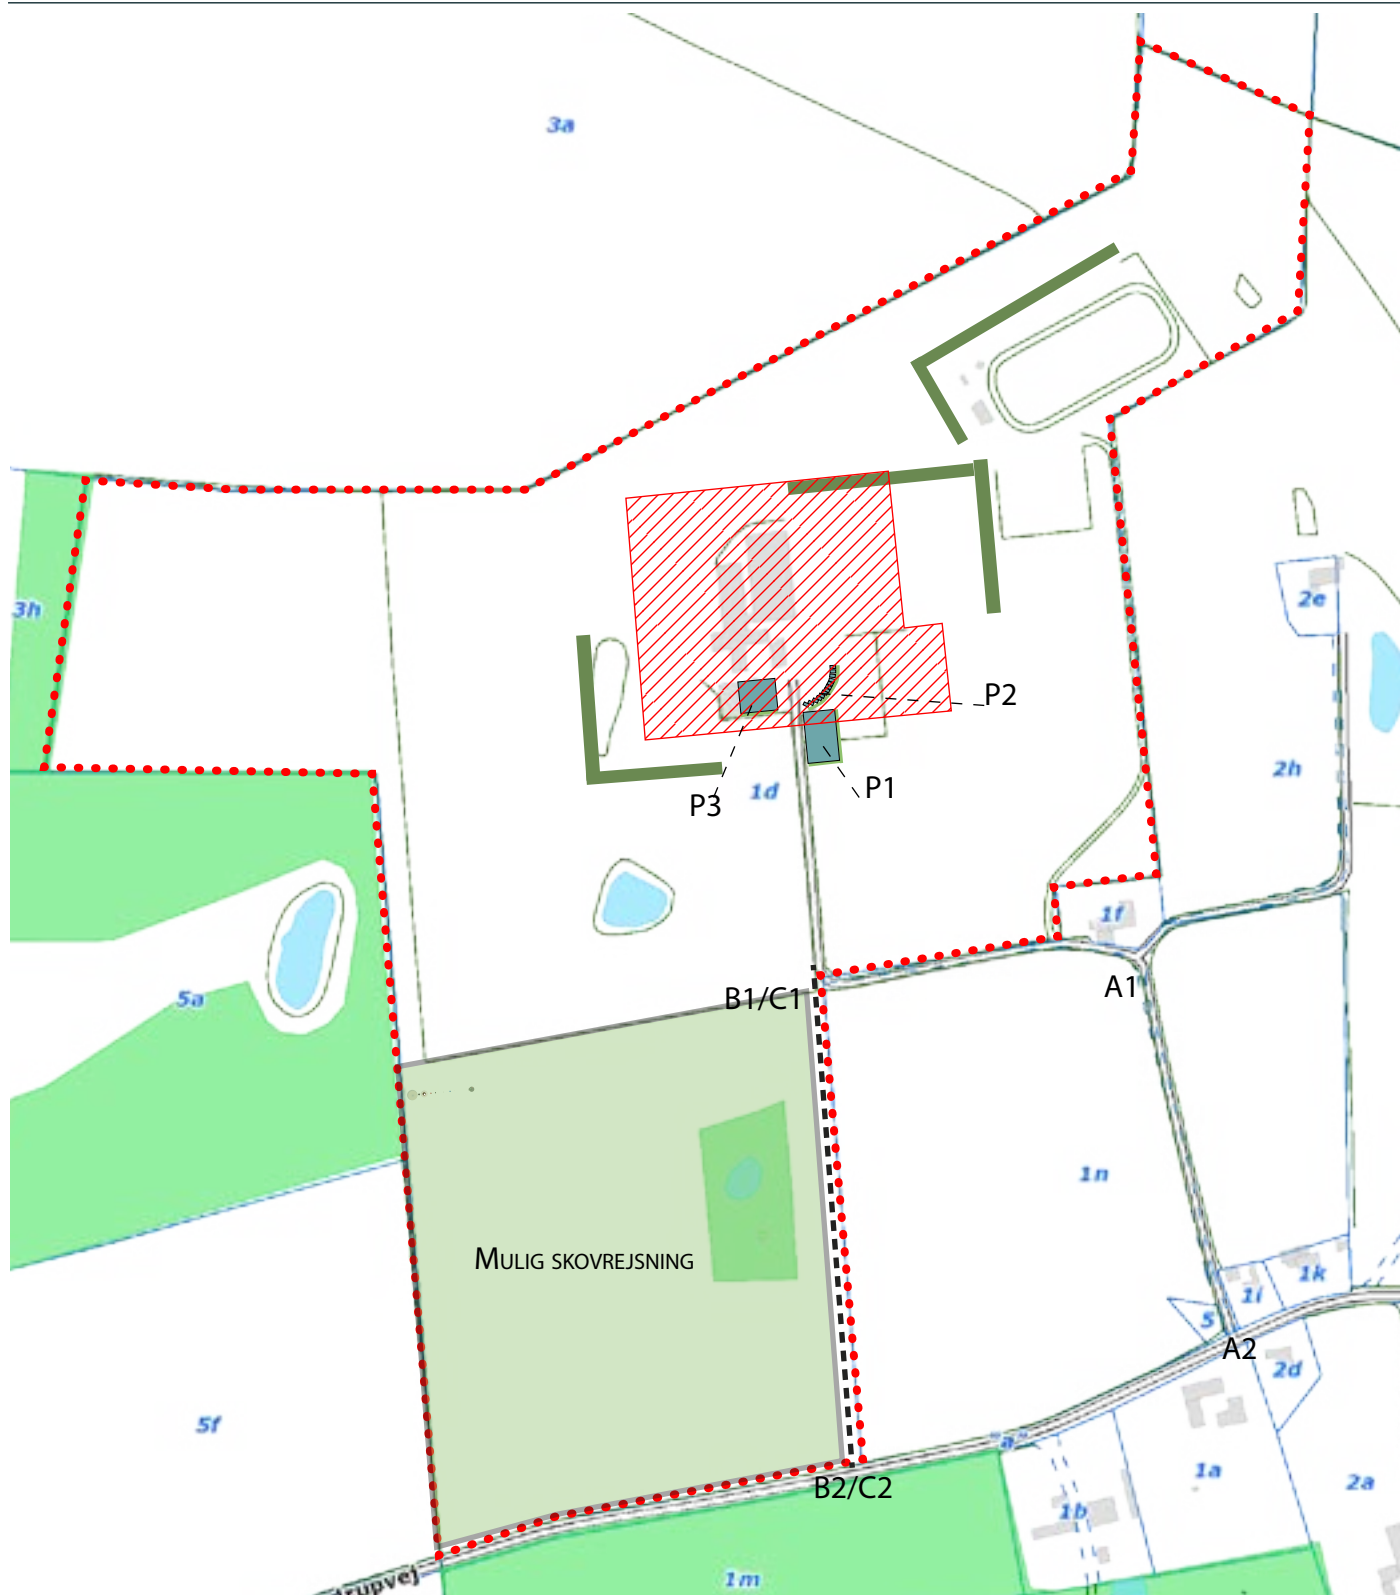 3a
3h
2e
P2
2h
P1
1d
P3
1f
A1
B1/C1
5a
1n
Mulig skovrejsning
1k
1i
5
A2
2d
5f
"a"
1a
2a
B2/C2
1b
1m